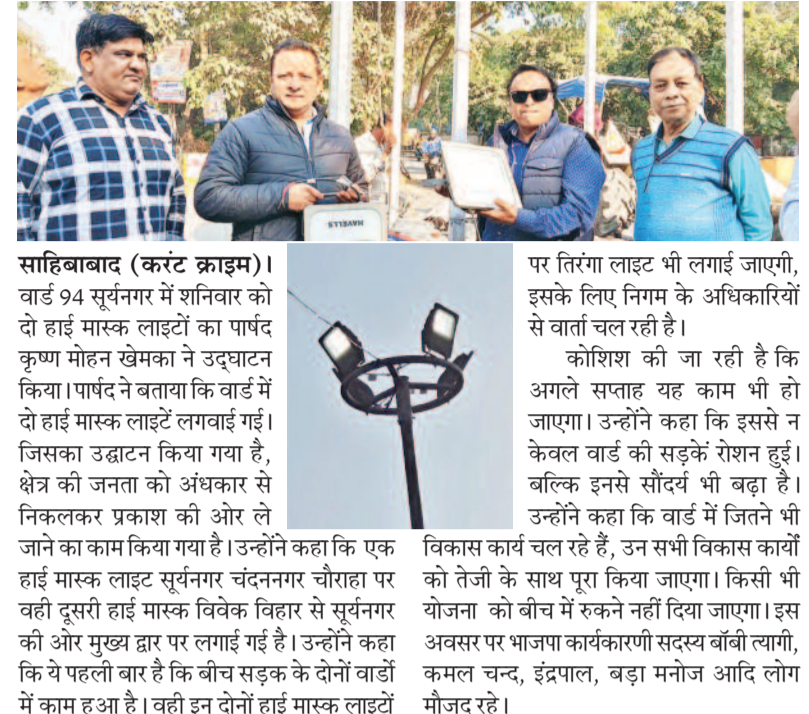 HAVELLS
साहिबाबाद (करंट क्राइम)।
वार्ड 94 सूर्यनगर में शनिवार को
दो हाई मास्क लाइटों का पार्षद
कृष्ण मोहन खेमका ने उद्घाटन
किया। पार्षद ने बताया कि वार्ड में
दो हाई मास्क लाइटें लगवाई गई।
जिसका उद्घाटन किया गया है,
क्षेत्र की जनता को अंधकार से
निकलकर प्रकाश की ओर ले
जाने का काम किया गया है। उन्होंने कहा कि एक
हाई मास्क लाइट सूर्यनगर चंदननगर चौराहा पर
वही दूसरी हाई मास्क विवेक विहार से सूर्यनगर
की ओर मुख्य द्वार पर लगाई गई है। उन्होंने कहा
कि ये पहली बार है कि बीच सड़क के दोनों वार्डो
में काम हुआ है। वही इन दोनों हाई मास्क लाइटों
पर तिरंगा लाइट भी लगाई जाएगी,
इसके लिए निगम के अधिकारियों
से वार्ता चल रही है।
कोशिश की जा रही है कि
अगले सप्ताह यह काम भी हो
जाएगा। उन्होंने कहा कि इससे न
केवल वार्ड की सड़कें रोशन हुई।
बल्कि इनसे सौंदर्य भी बढ़ा है।
उन्होंने कहा कि वार्ड में जितने भी
विकास कार्य चल रहे हैं, उन सभी विकास कार्यों
को तेजी के साथ पूरा किया जाएगा। किसी भी
योजना को बीच में रुकने नहीं दिया जाएगा। इस
अवसर पर भाजपा कार्यकारणी सदस्य बॉबी त्यागी,
कमल चन्द, इंद्रपाल, बड़ा मनोज आदि लोग
मौजूद रहे।